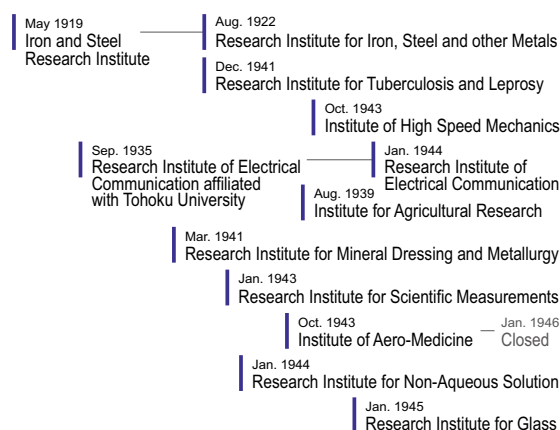 May 1919
Iron and Steel
Research Institute
Aug. 1922
Research Institute for Iron, Steel and other Metals
Dec. 1941
Research Institute for Tuberculosis and Leprosy
Oct. 1943
Institute of High Speed Mechanics
Sep. 1935
Research Institute of Electrical
Communication affiliated
with Tohoku University
Jan. 1944
Research Institute of
Electrical Communication
Aug. 1939
Institute for Agricultural Research
Mar. 1941
Research Institute for Mineral Dressing and Metallurgy
Jan. 1943
Research Institute for Scientific Measurements
Oct. 1943
Institute of Aero-Medicine
Jan. 1946
Closed
Jan. 1944
Research Institute for Non-Aqueous Solution
Jan. 1945
Research Institute for Glass